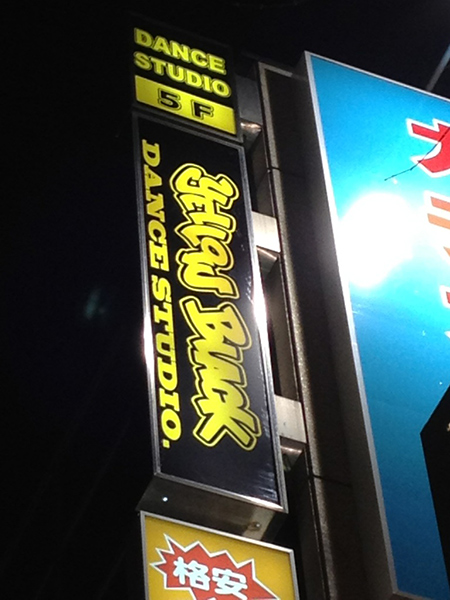 DANCE
STUDIO
5F
YELLOW BLACK
DANCE STUDIO.
格安